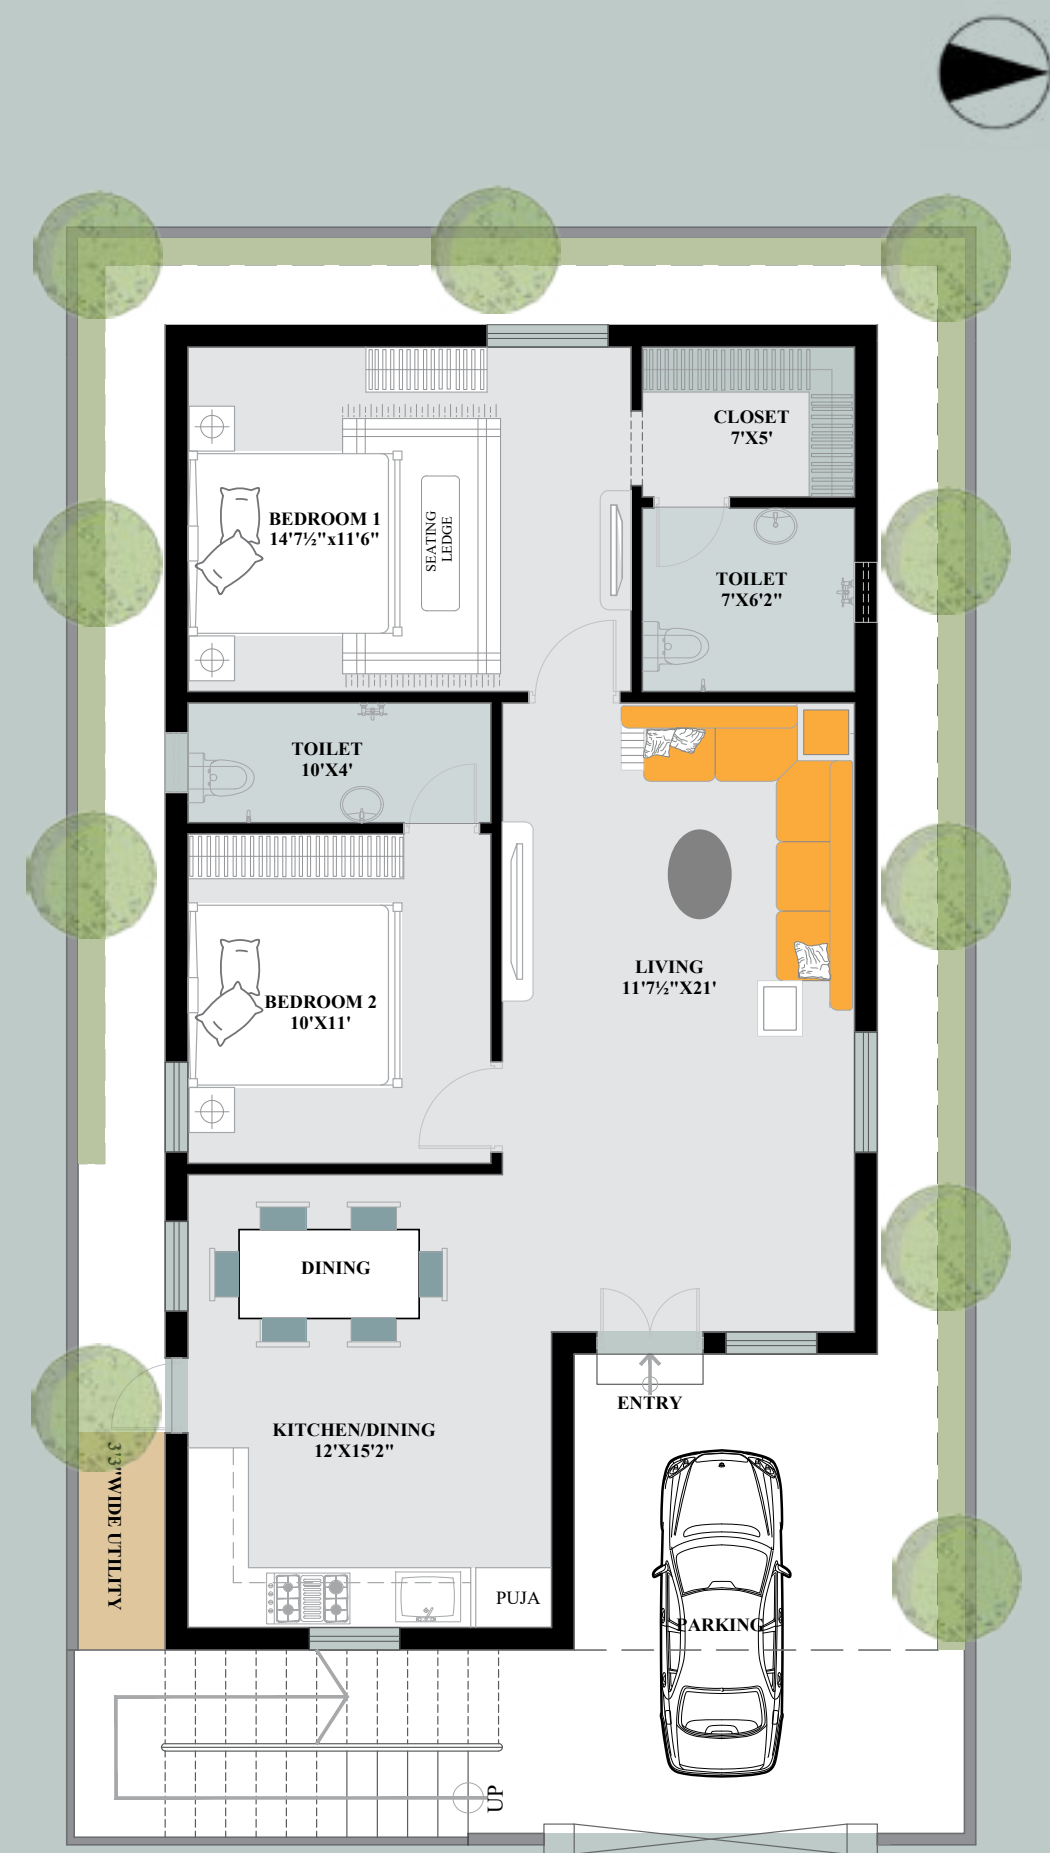 CLOSET
7'X5'
BEDROOM 1
14'7½"x11'6"
SEATING
LEDGE
TOILET
7'X6'2"
TOILET
10'X4'
LIVING
11'7½"X21'
BEDROOM 2
10'X11'
DINING
ENTRY
KITCHEN/DINING
12'X15'2"
3'3"WIDE UTILITY
PUJA
PARKING
UP